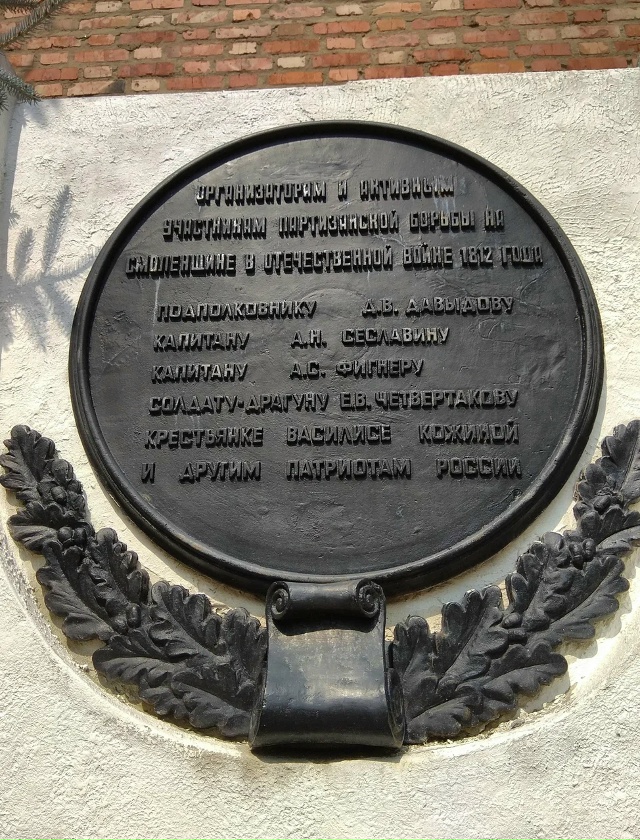 ОРГАНИЗАТОРАМ И АКТИВНЫМ
УЧАСТНИКАМ ПАРТИЗАНСКОЙ БОРЬБЫ НА
СМОЛЕНЩИНЕ В ОТЕЧЕСТВЕННОЙ ВОЙНЕ 1812 ГОДА
ПОДПОЛКОВНИКУ Д.В. ДАВЫДОВУ
КАПИТАНУ А.Н. СЕСЛАВИНУ
КАПИТАНУ А.С. ФИГНЕРУ
СОЛДАТУ-ДРАГУНУ Е.В. ЧЕТВЕРТАКОВУ
КРЕСТЬЯНКЕ ВАСИЛИСЕ КОЖИНОЙ
И ДРУГИМ ПАТРИОТАМ РОССИИ